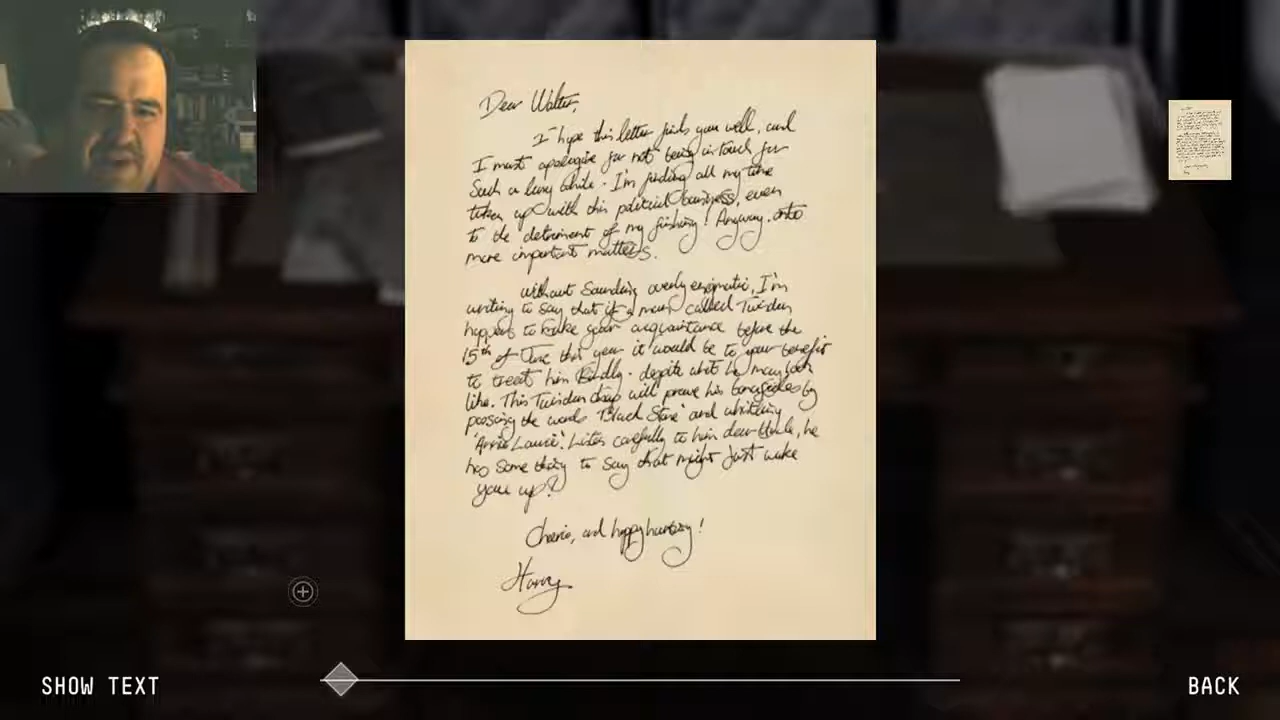 Dear Walter,
I hope this letter finds you well, and
I must apologise for not being in touch for
Such a long while. I'm finding all my time
taken up with this political business, even
to the detriment of my fishing! Anyway, onto
more important matters.
Without Sounding overly enigmatic, I'm
writing to say that if a man called Twisden
happens to make your acquaintance before the
15th of June this year it would be to your benefit
to treat him kindly - despite what he may look
like. This Twisden chap will prove his bonafides by
passing the words 'Black Stone' and whistling
'Annie Laurie'. Listen carefully to him dear Uncle, he
has some thing to say that might just wake
you up!
Cheerio, and happy hunting!
Harry
SHOW TEXT
BACK